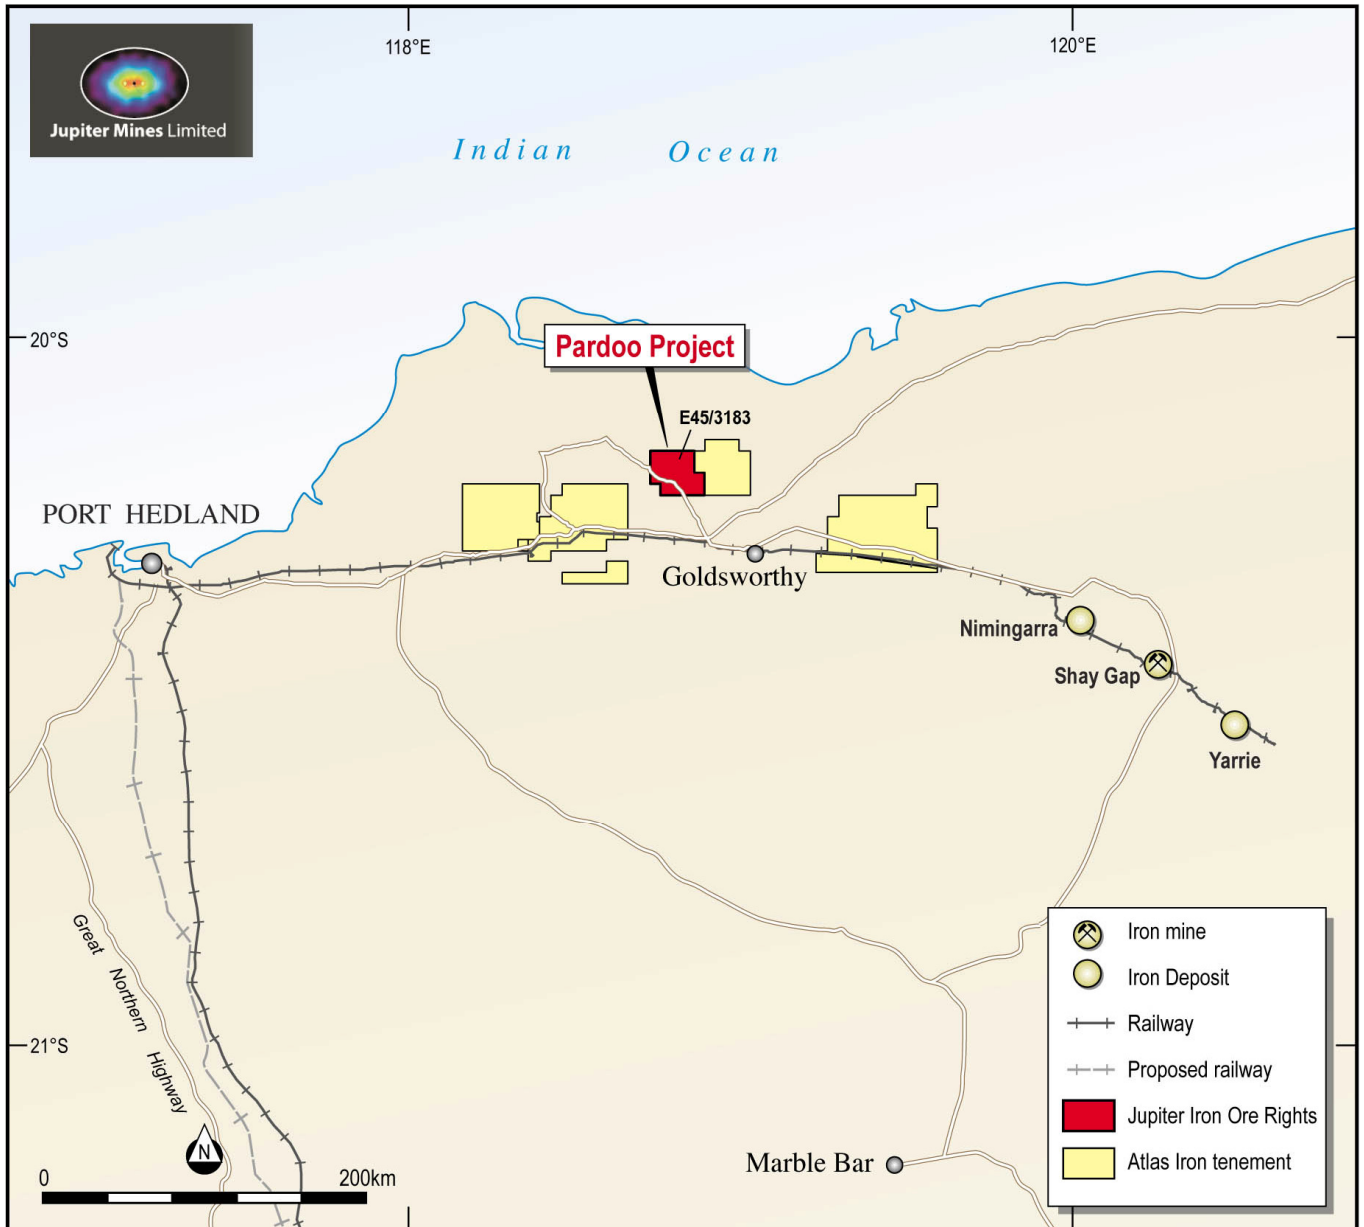 118°E
120°E
Jupiter Mines Limited
Indian Ocean
20°S
Pardoo Project
E45/3183
PORT HEDLAND
Goldsworthy
Nimingarra
Shay Gap
Yarrie
Great Northern Highway
21°S
N
0 200km
Marble Bar
Iron mine
Iron Deposit
Railway
Proposed railway
Jupiter Iron Ore Rights
Atlas Iron tenement